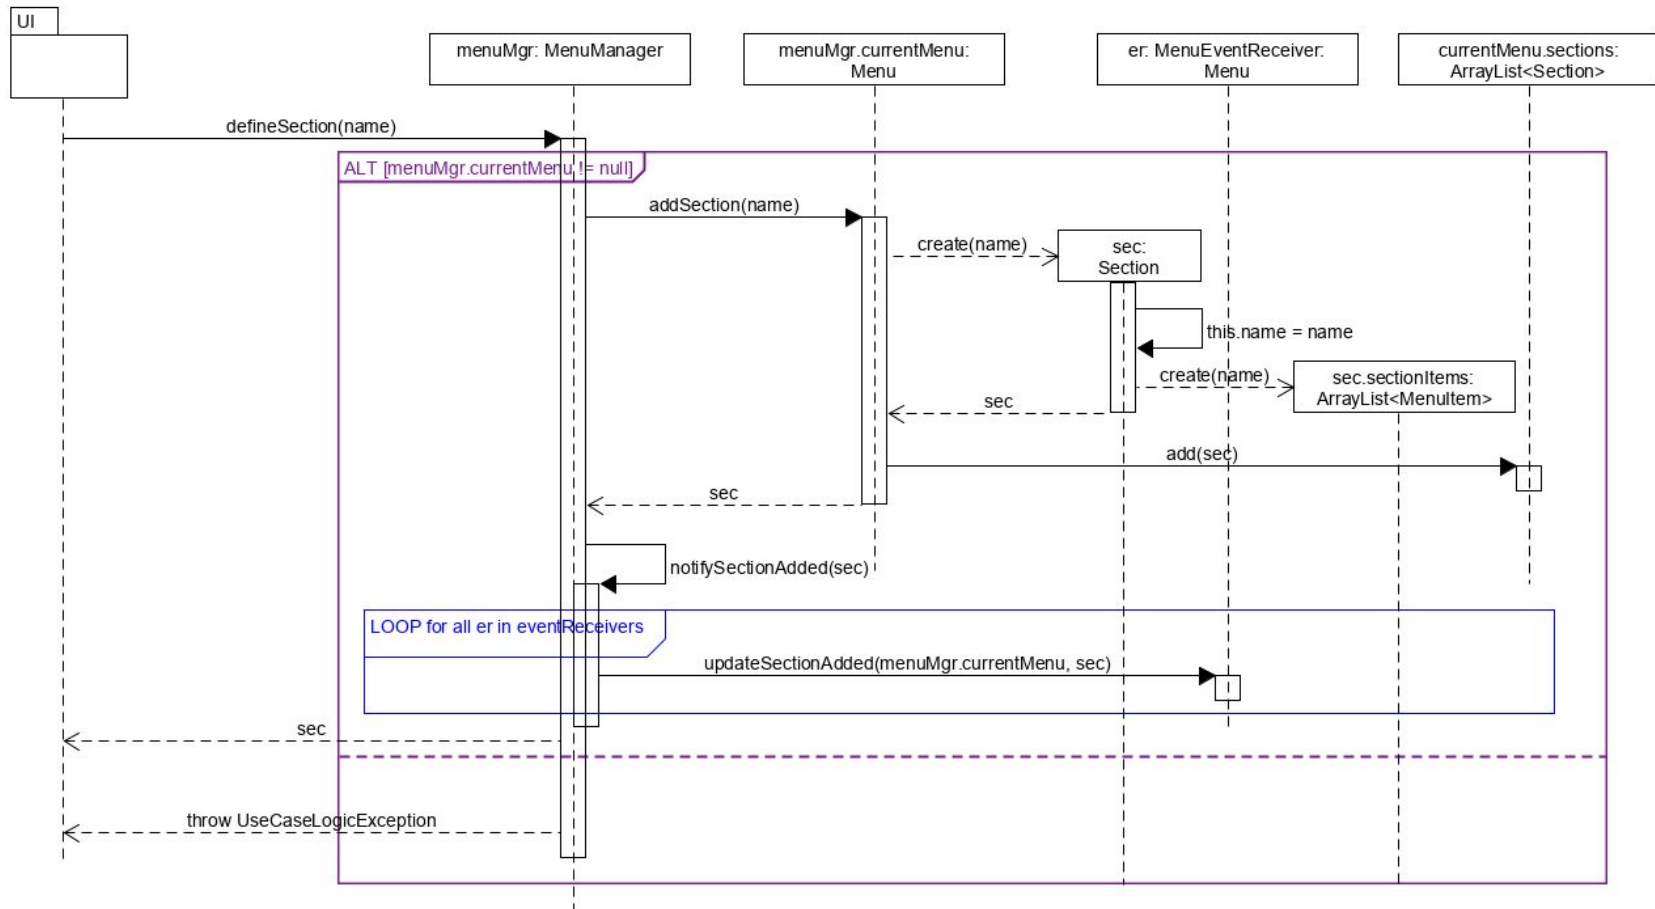 UI
menuMgr: MenuManager
menuMgr.currentMenu:
Menu
er: MenuEventReceiver:
Menu
currentMenu.sections:
ArrayList<Section>
defineSection(name)
ALT [menuMgr.currentMenu != null]
addSection(name)
create(name)
sec:
Section
this.name = name
create(name)
sec.sectionItems:
ArrayList<MenuItem>
sec
add(sec)
sec
notifySectionAdded(sec)
LOOP for all er in eventReceivers
updateSectionAdded(menuMgr.currentMenu, sec)
sec
throw UseCaseLogicException